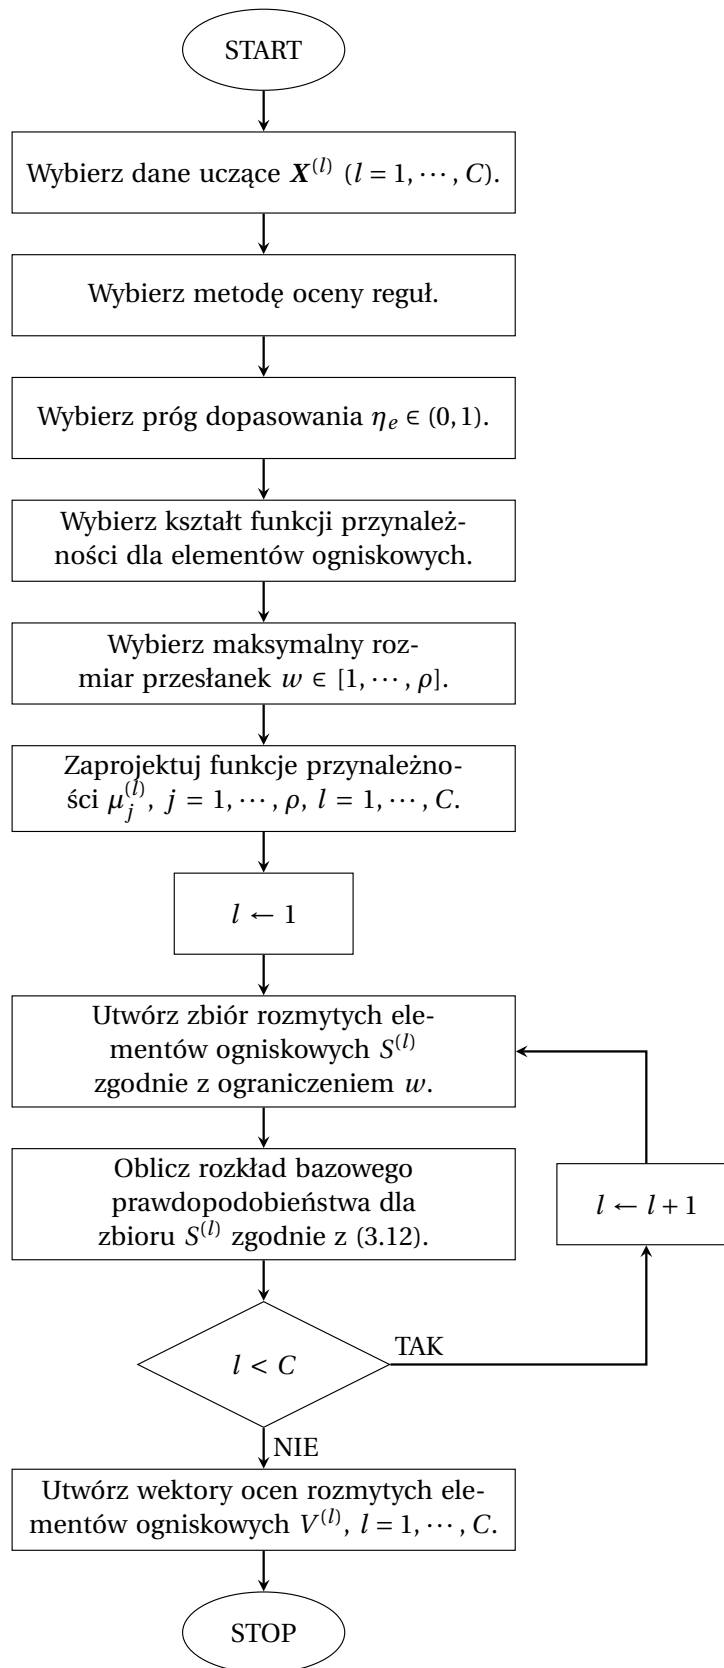 START
Wybierz dane uczące X^(l) (l = 1, ⋯, C).
Wybierz metodę oceny reguł.
Wybierz próg dopasowania η_e ∈ (0, 1).
Wybierz kształt funkcji przynależ-
ności dla elementów ogniskowych.
Wybierz maksymalny roz-
miar przesłanek w ∈ [1, ⋯, ρ].
Zaprojektuj funkcje przynależno-
ści μ_j^(l), j = 1, ⋯, ρ, l = 1, ⋯, C.
l ← 1
Utwórz zbiór rozmytych ele-
mentów ogniskowych S^(l)
zgodnie z ograniczeniem w.
Oblicz rozkład bazowego
prawdopodobieństwa dla
zbioru S^(l) zgodnie z (3.12).
l ← l + 1
l < C
TAK
NIE
Utwórz wektory ocen rozmytych ele-
mentów ogniskowych V^(l), l = 1, ⋯, C.
STOP